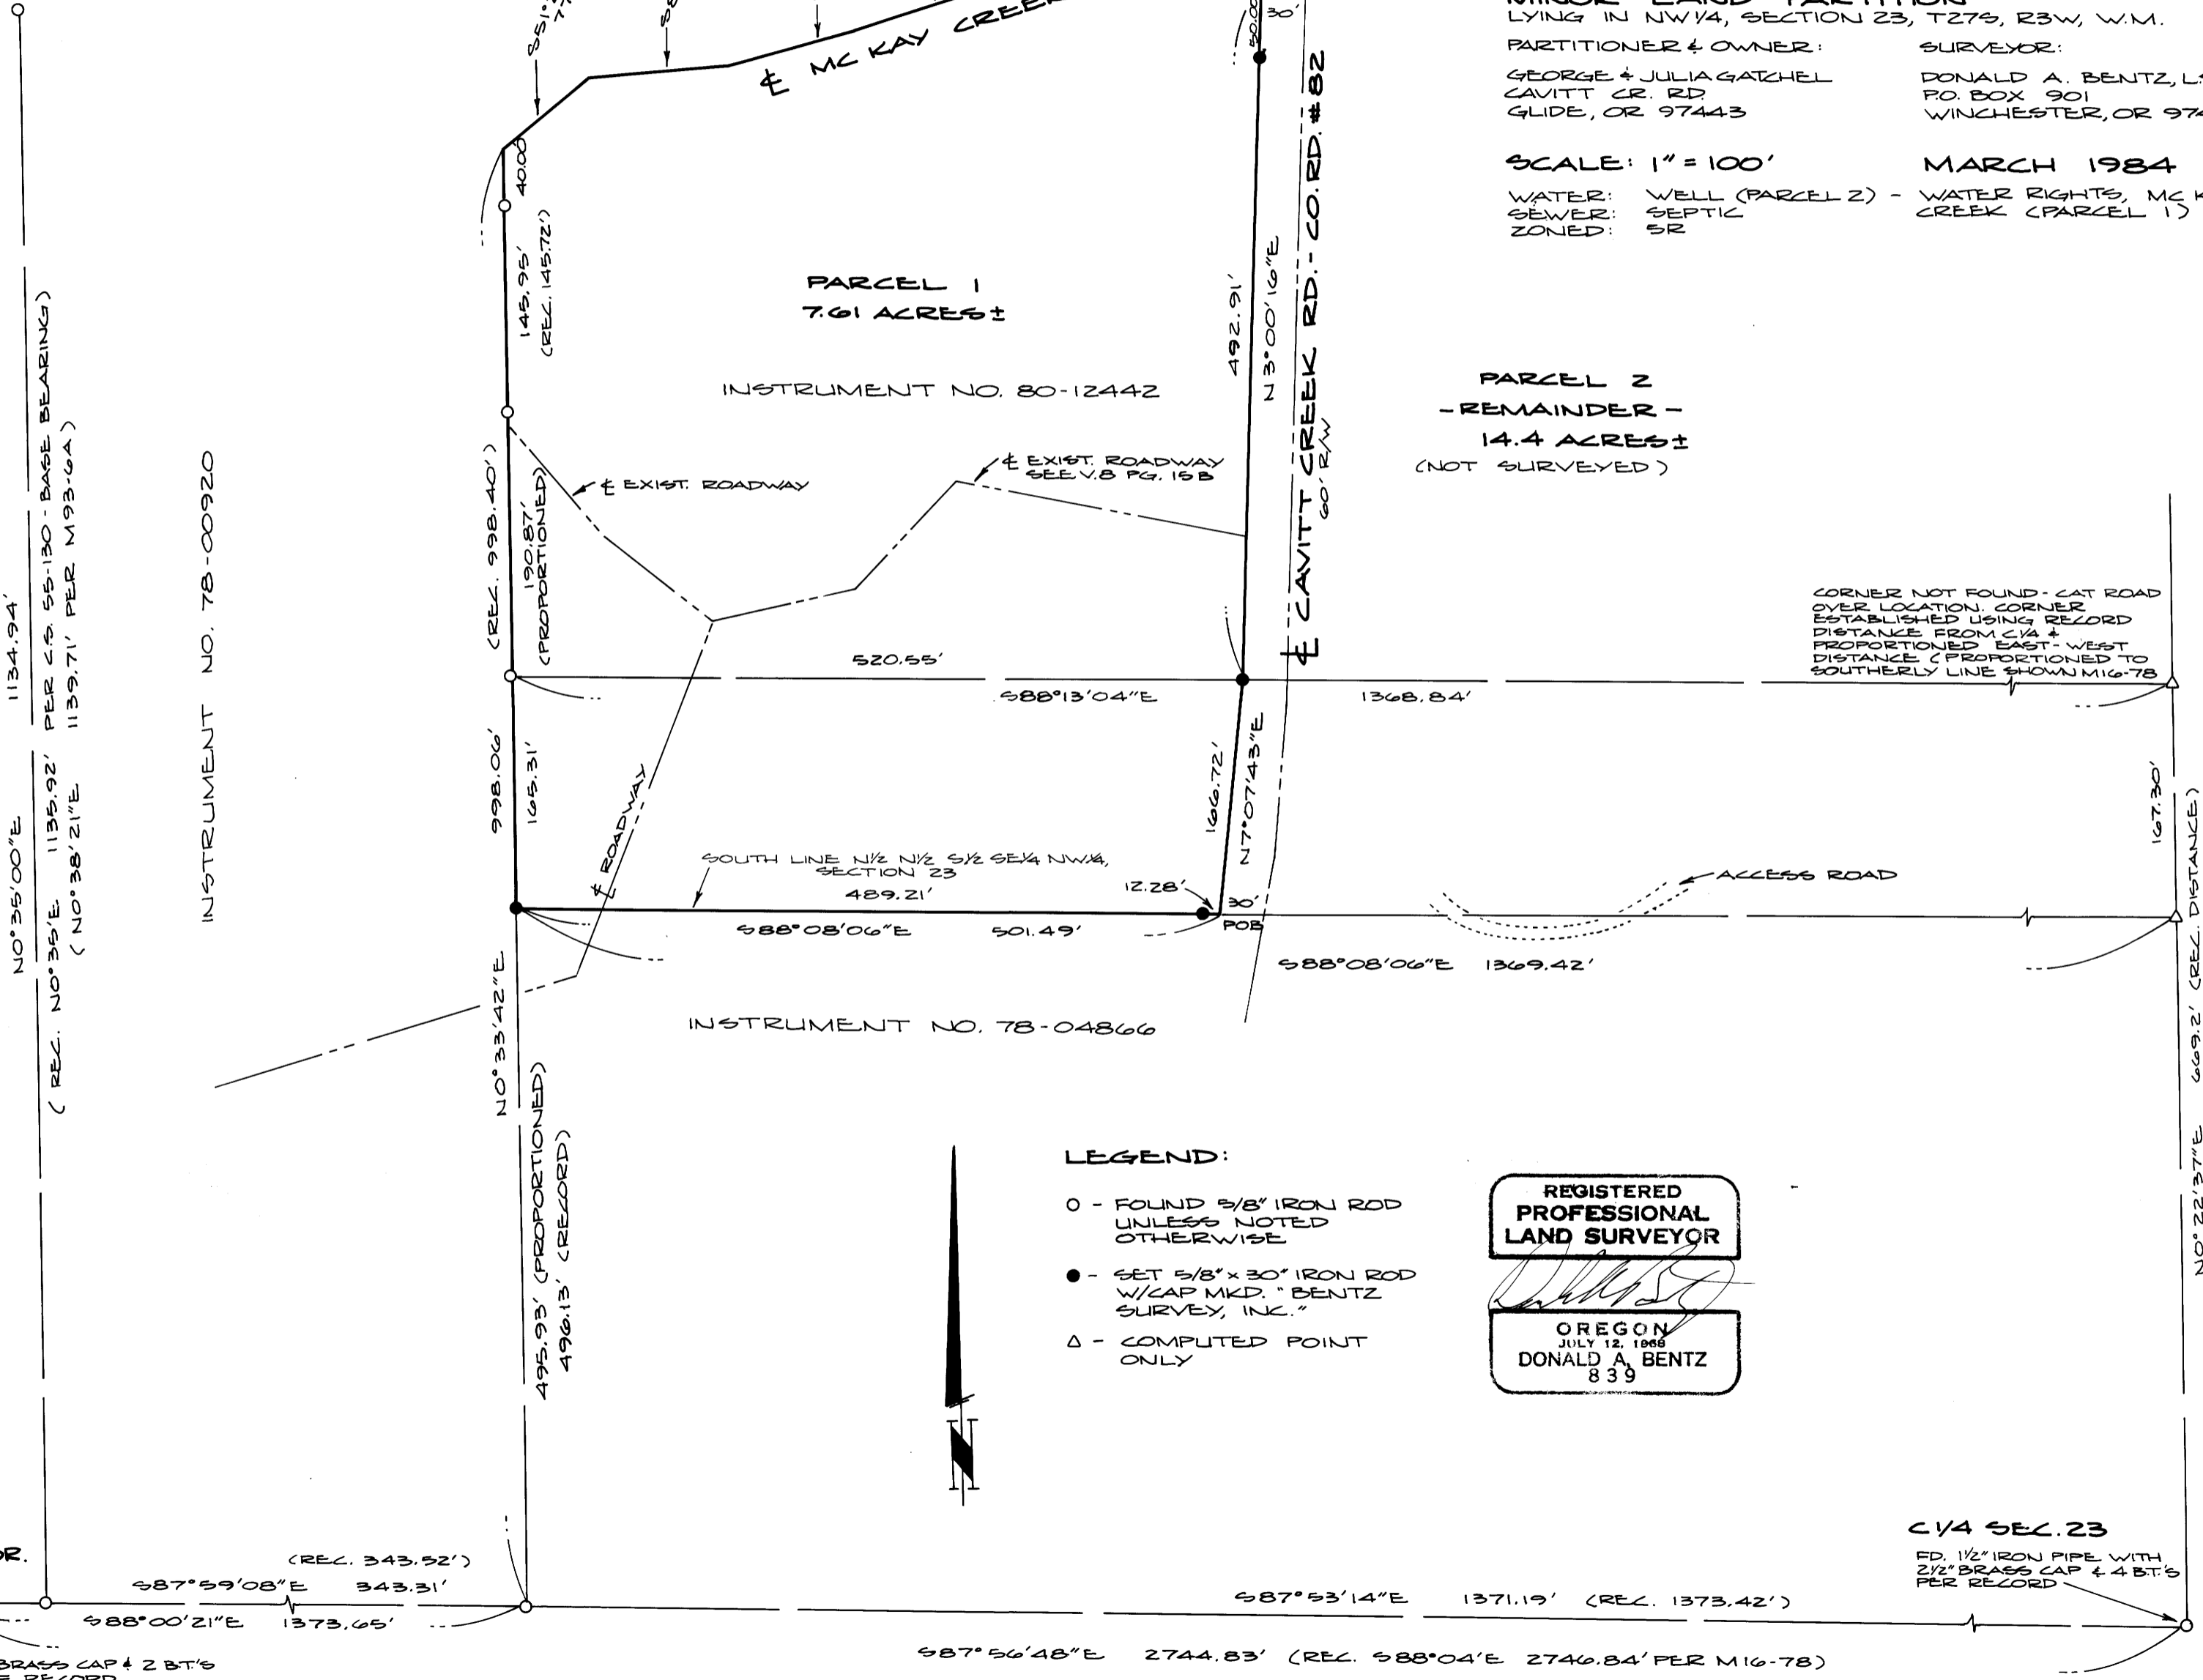 MINOR LAND PARTITION
LYING IN NW 1/4, SECTION 23, T27S, R3W, W.M.
PARTITIONER & OWNER:
GEORGE & JULIA GATCHEL
CAVITT CR. RD.
GLIDE, OR 97443
SURVEYOR:
DONALD A. BENTZ, L.S
P.O. BOX 901
WINCHESTER, OR 974
SCALE: 1" = 100'
MARCH 1984
WATER: WELL (PARCEL 2) - WATER RIGHTS, MC K
CREEK (PARCEL 1)
SEWER: SEPTIC
ZONED: 5R
℄ MC KAY CREEK
50.00
30'
40.00
145.95'
(REC. 145.72')
PARCEL 1
7.61 ACRES±
INSTRUMENT NO. 80-12442
492.91'
N3°00'16"E
℄ CAVITT CREEK RD.- CO.RD.#82
60' R/W
PARCEL 2
-REMAINDER-
14.4 ACRES±
(NOT SURVEYED)
℄ EXIST. ROADWAY
℄ EXIST. ROADWAY
SEE V.8 PG. 15B
(REC. 998.40')
190.87'
(PROPORTIONED)
N0°35'00"E 1134.94'
(REC. N0°35'E 1135.92' PER C.S. 55-130 - BASE BEARING)
(N0°38'21"E 1139.71' PER M93-6A)
INSTRUMENT NO. 78-00920
CORNER NOT FOUND - CAT ROAD
OVER LOCATION. CORNER
ESTABLISHED USING RECORD
DISTANCE FROM C1/4 &
PROPORTIONED EAST-WEST
DISTANCE (PROPORTIONED TO
SOUTHERLY LINE SHOWN M16-78
520.55'
S88°13'04"E
1368.84'
998.06'
165.31'
℄ ROADWAY
166.72'
N7°07'43"E
167.30'
SOUTH LINE N1/2 N1/2 S1/2 SE1/4 NW1/4,
SECTION 23
489.21'
12.28'
30'
POB
ACCESS ROAD
S88°08'06"E 501.49'
S88°08'06"E 1369.42'
INSTRUMENT NO. 78-04866
N0°33'42"E
495.93' (PROPORTIONED)
496.13' (RECORD)
N0°22'37"E 669.2' (REC. DISTANCE)
LEGEND:
O - FOUND 5/8" IRON ROD
UNLESS NOTED
OTHERWISE
● - SET 5/8" x 30" IRON ROD
W/CAP MKD. "BENTZ
SURVEY, INC."
△ - COMPUTED POINT
ONLY
REGISTERED
PROFESSIONAL
LAND SURVEYOR
OREGON
JULY 12, 1968
DONALD A. BENTZ
839
N
C1/4 SEC. 23
FD. 1 1/2" IRON PIPE WITH
2 1/2" BRASS CAP & 4 B.T.'S
PER RECORD
OR.
(REC. 343.52')
S87°59'08"E 343.31'
S88°00'21"E 1373.65'
S87°53'14"E 1371.19' (REC. 1373.42')
S87°56'48"E 2744.83' (REC. S88°04'E 2746.84' PER M16-78)
BRASS CAP & 2 B.T.'S
RECORD